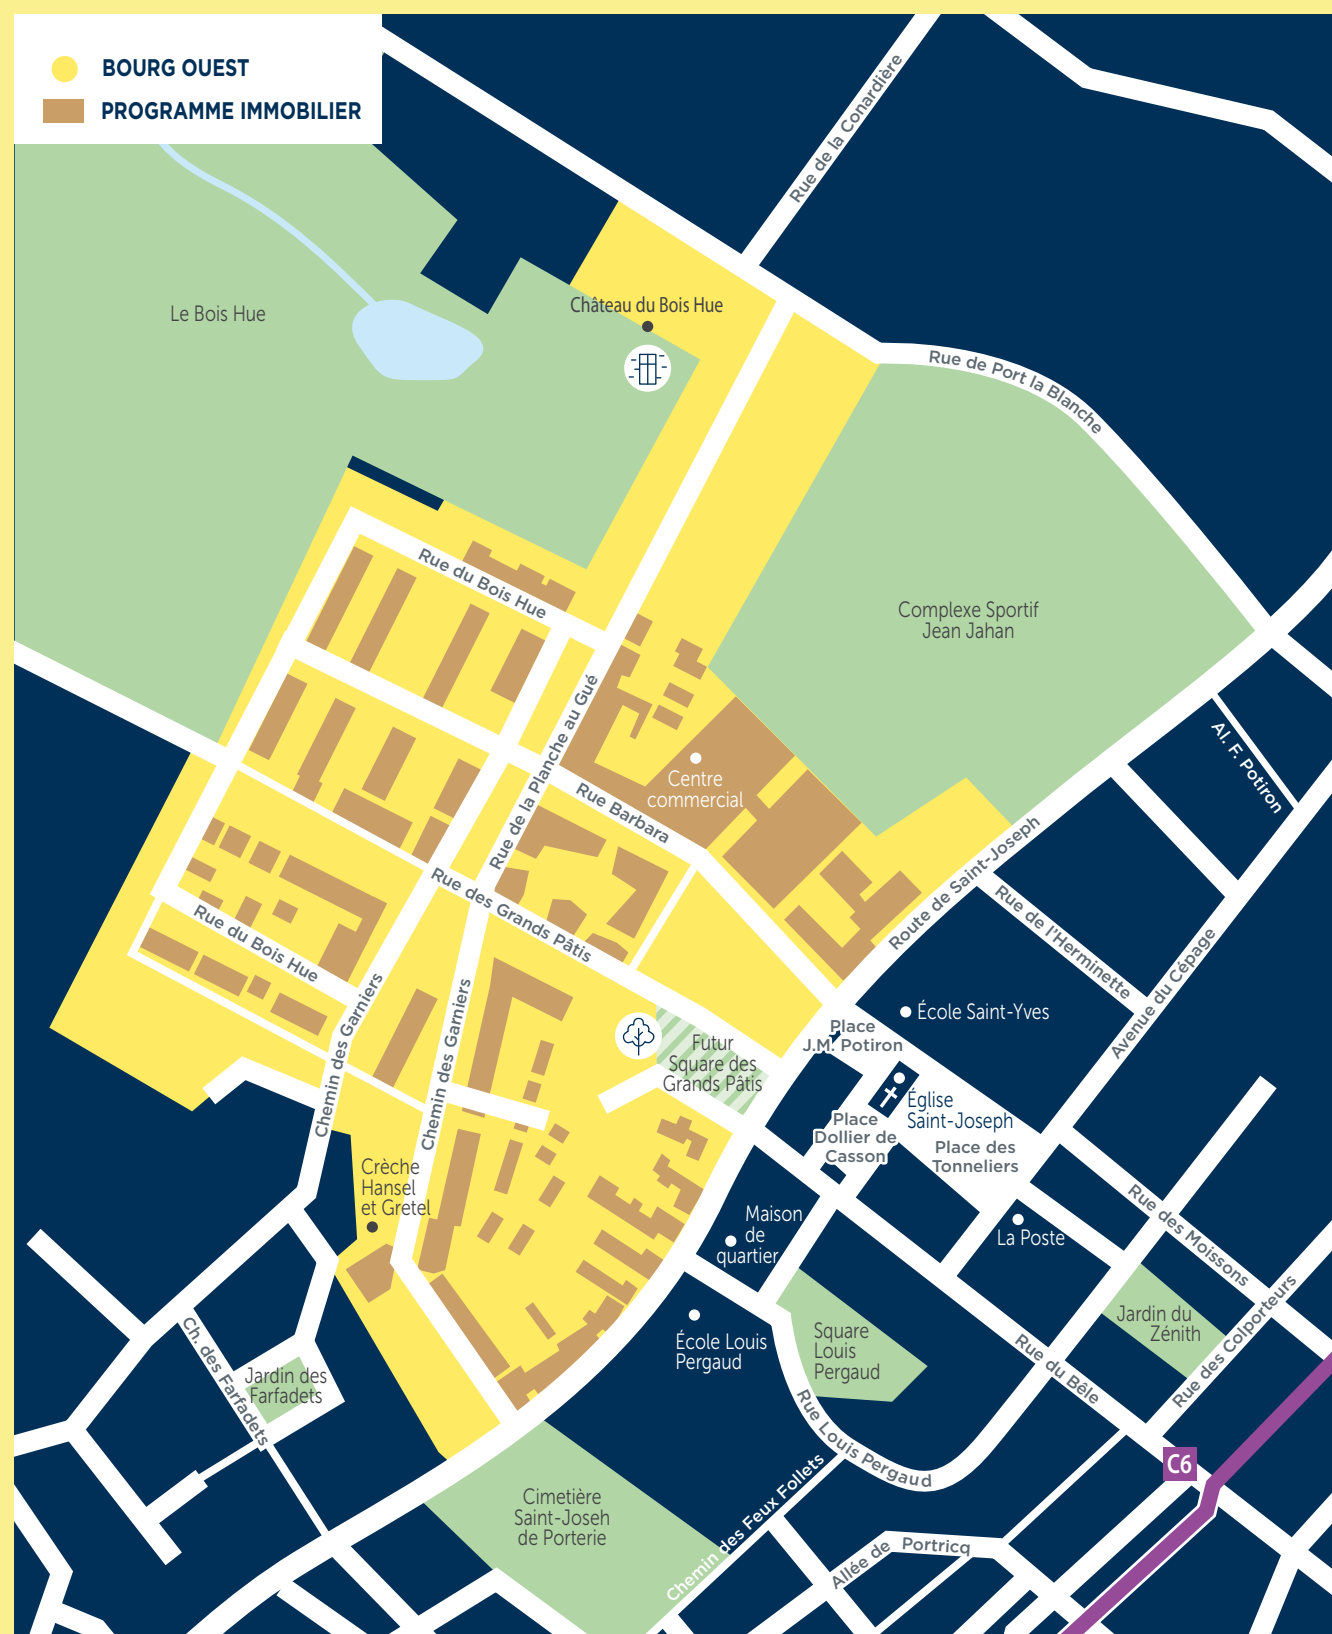 BOURG OUEST
PROGRAMME IMMOBILIER
Rue de la Conardière
Le Bois Hue
Château du Bois Hue
Rue de Port la Blanche
Rue du Bois Hue
Complexe Sportif
Jean Jahan
Rue de la Planche au Gué
Al. F. Potiron
Centre
commercial
Rue Barbara
Route de Saint-Joseph
Rue des Grands Pâtis
Rue du Bois Hue
Rue de l'Herminette
Avenue du Cépage
Chemin des Garniers
Chemin des Garniers
École Saint-Yves
Place
J.M. Potiron
Futur
Square des
Grands Pâtis
Église
Saint-Joseph
Place
Dollier de
Casson
Place des
Tonneliers
Crèche
Hansel
et Gretel
Rue des Moissons
Maison
de
quartier
La Poste
Jardin du
Zénith
Rue des Colporteurs
École Louis
Pergaud
Square
Louis
Pergaud
Rue du Bêle
Ch. des Farfadets
Jardin des
Farfadets
Rue Louis Pergaud
C6
Cimetière
Saint-Joseh
de Porterie
Chemin des Feux Follets
Allée de Portricq